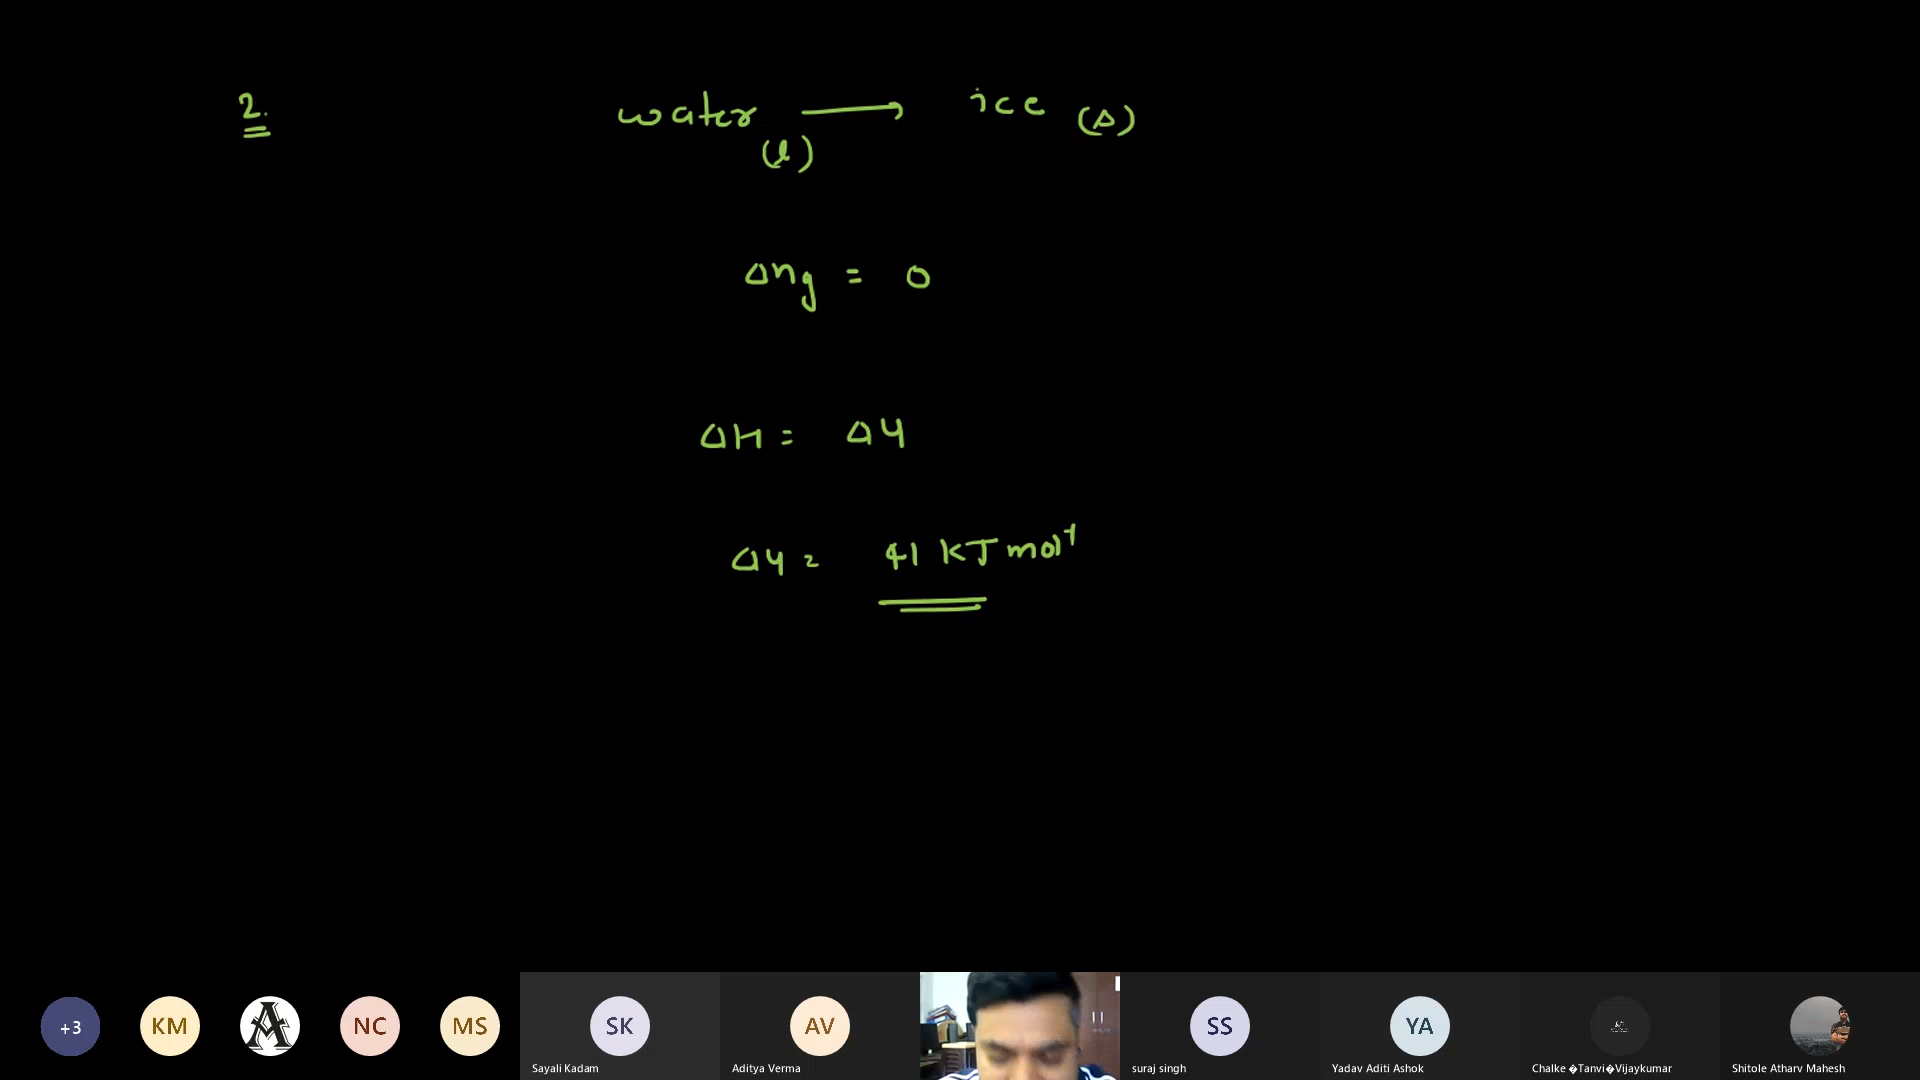 2. water(l) → ice (s)
Δng = 0
ΔH = ΔU
ΔU = 41 KJ mol⁻¹
+3
KM
A
NC
MS
SK
AV
SS
YA
Sayali Kadam
Aditya Verma
suraj singh
Yadav Aditi Ashok
Chalke �Tanvi�Vijaykumar
Shitole Atharv Mahesh